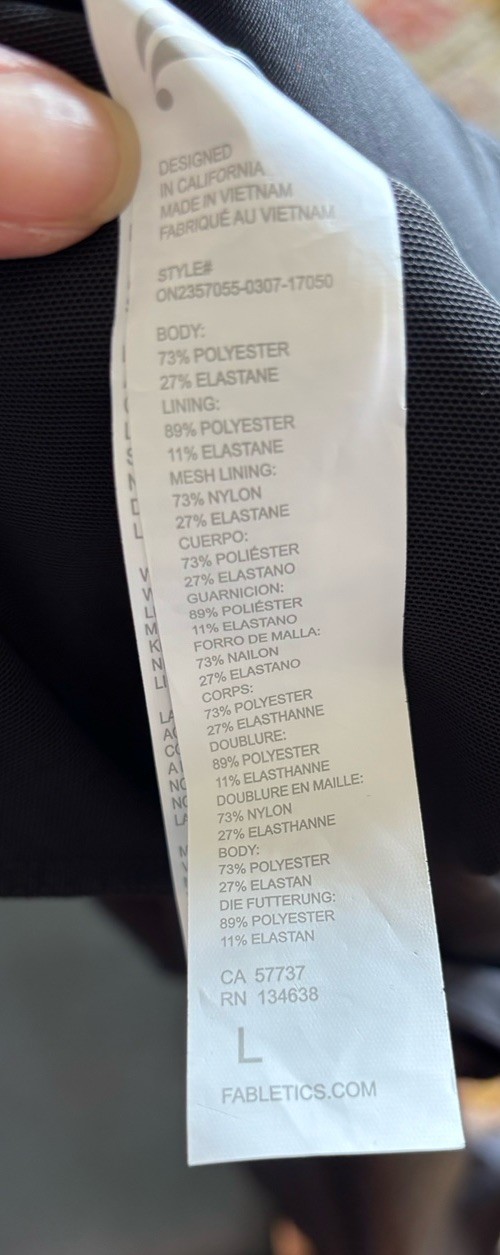 DESIGNED
IN CALIFORNIA
MADE IN VIETNAM
FABRIQUÉ AU VIETNAM
STYLE#
ON2357055-0307-17050
BODY:
73% POLYESTER
27% ELASTANE
LINING:
89% POLYESTER
11% ELASTANE
MESH LINING:
73% NYLON
27% ELASTANE
CUERPO:
73% POLIÉSTER
27% ELASTANO
GUARNICION:
89% POLIÉSTER
11% ELASTANO
FORRO DE MALLA:
73% NAILON
27% ELASTANO
CORPS:
73% POLYESTER
27% ELASTHANNE
DOUBLURE:
89% POLYESTER
11% ELASTHANNE
DOUBLURE EN MAILLE:
73% NYLON
27% ELASTHANNE
BODY:
73% POLYESTER
27% ELASTAN
DIE FUTTERUNG:
89% POLYESTER
11% ELASTAN
CA 57737
RN 134638
L
FABLETICS.COM